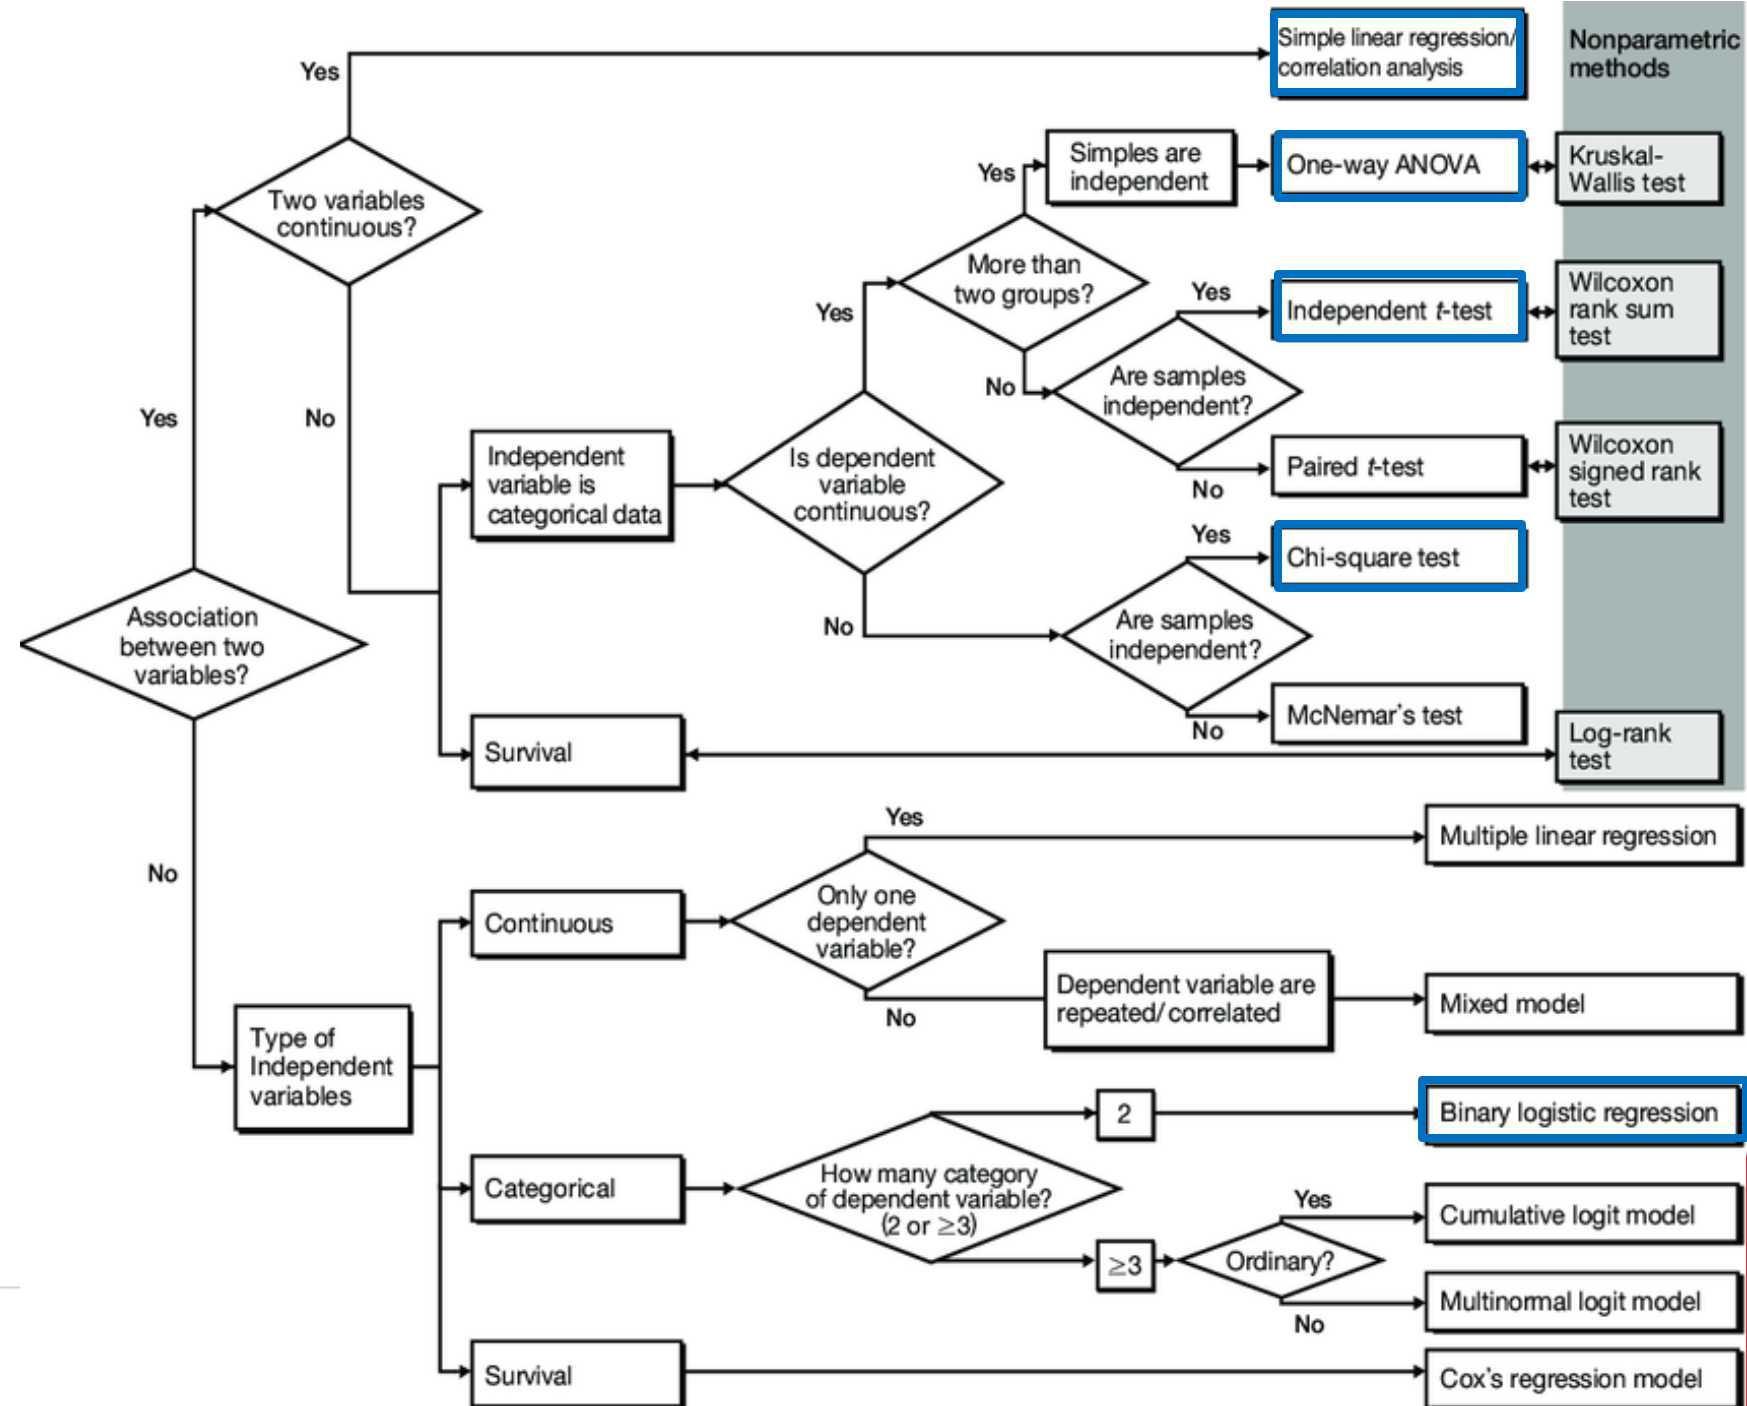 Simple linear regression/
correlation analysis
Nonparametric
methods
Yes
Simples are
independent
Yes
One-way ANOVA
Kruskal-
Wallis test
Two variables
continuous?
More than
two groups?
Yes
Yes
Independent t-test
Wilcoxon
rank sum
test
No
Are samples
independent?
Yes
No
Independent
variable is
categorical data
Is dependent
variable
continuous?
Paired t-test
No
Wilcoxon
signed rank
test
Yes
Chi-square test
Association
between two
variables?
No
Are samples
independent?
McNemar's test
No
Survival
Log-rank
test
Yes
Multiple linear regression
No
Continuous
Only one
dependent
variable?
No
Dependent variable are
repeated/correlated
Mixed model
Type of
Independent
variables
2
Binary logistic regression
Categorical
How many category
of dependent variable?
(2 or ≥3)
Yes
Cumulative logit model
≥3
Ordinary?
Multinormal logit model
No
Survival
Cox's regression model